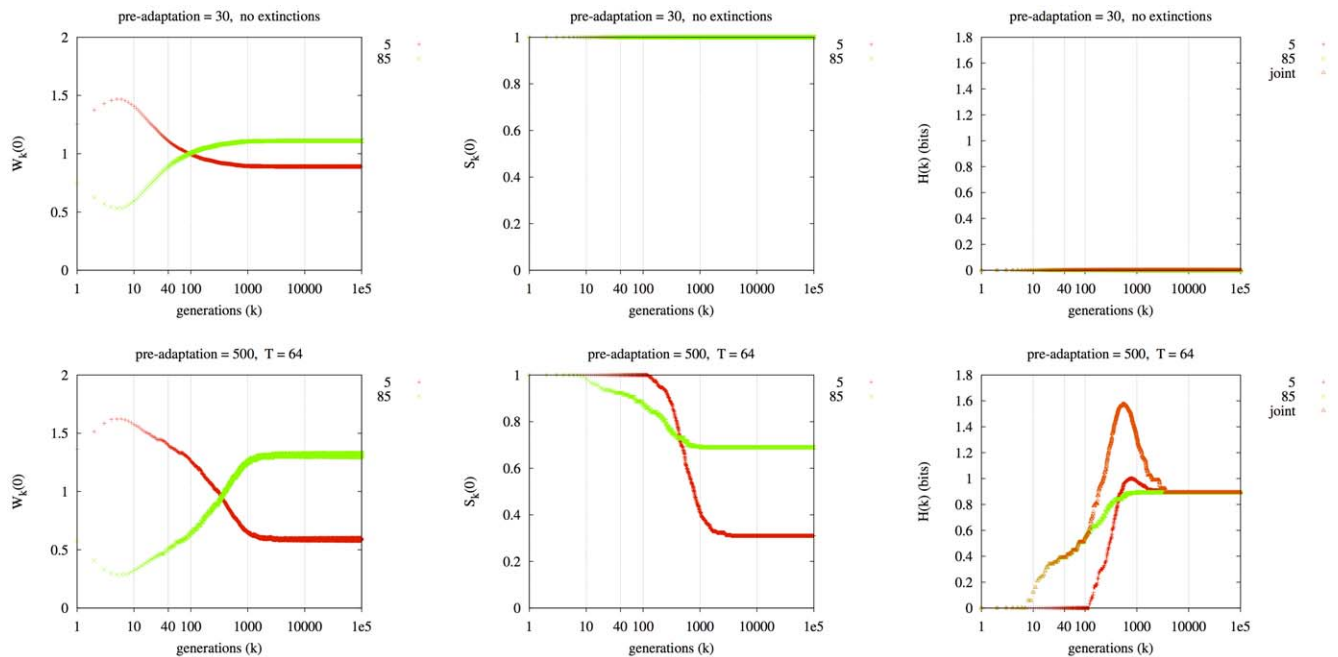 pre-adaptation = 30, no extinctions
2
1.5
1
0.5
0
W_k(0)
1 10 40 100 1000 10000 1e5
generations (k)
5
85
pre-adaptation = 30, no extinctions
1
0.8
0.6
0.4
0.2
0
S_k(0)
1 10 40 100 1000 10000 1e5
generations (k)
5
85
pre-adaptation = 30, no extinctions
1.8
1.6
1.4
1.2
1
0.8
0.6
0.4
0.2
0
H(k) (bits)
1 10 40 100 1000 10000 1e5
generations (k)
5
85
joint
pre-adaptation = 500, T = 64
2
1.5
1
0.5
0
W_k(0)
1 10 40 100 1000 10000 1e5
generations (k)
5
85
pre-adaptation = 500, T = 64
1
0.8
0.6
0.4
0.2
0
S_k(0)
1 10 40 100 1000 10000 1e5
generations (k)
5
85
pre-adaptation = 500, T = 64
1.8
1.6
1.4
1.2
1
0.8
0.6
0.4
0.2
0
H(k) (bits)
1 10 40 100 1000 10000 1e5
generations (k)
5
85
joint